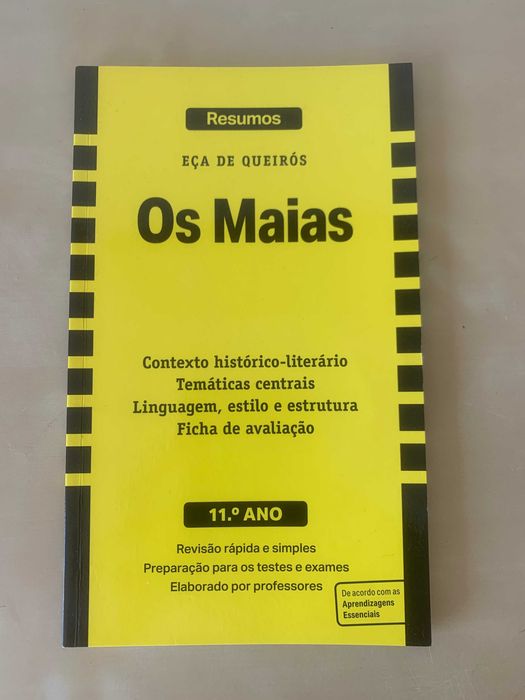 Resumos
EÇA DE QUEIRÓS
Os Maias
Contexto histórico-literário
Temáticas centrais
Linguagem, estilo e estrutura
Ficha de avaliação
11.º ANO
Revisão rápida e simples
Preparação para os testes e exames
Elaborado por professores
De acordo com as
Aprendizagens
Essenciais